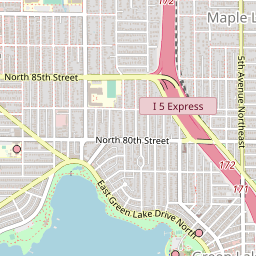 172
Maple L
North 85th Street
I 5 Express
5th Avenue Northeast
North 80th Street
172
171
East Green Lake Drive North
Green Lak